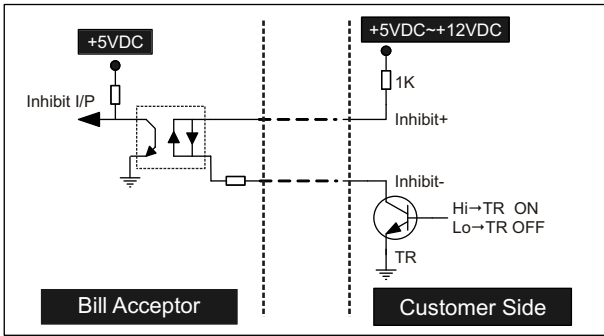 +5VDC
+5VDC~+12VDC
1K
Inhibit I/P
Inhibit+
Inhibit-
Hi→TR ON
Lo→TR OFF
TR
Bill Acceptor
Customer Side